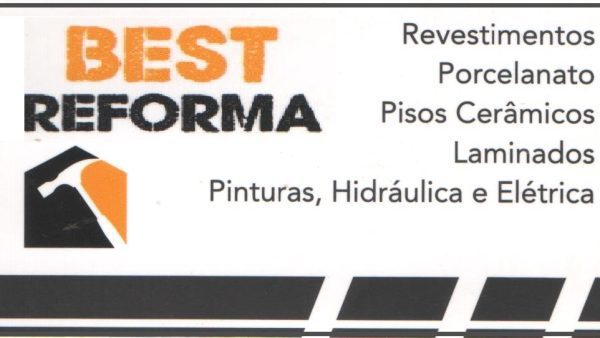 BEST
REFORMA
Revestimentos
Porcelanato
Pisos Cerâmicos
Laminados
Pinturas, Hidráulica e Elétrica